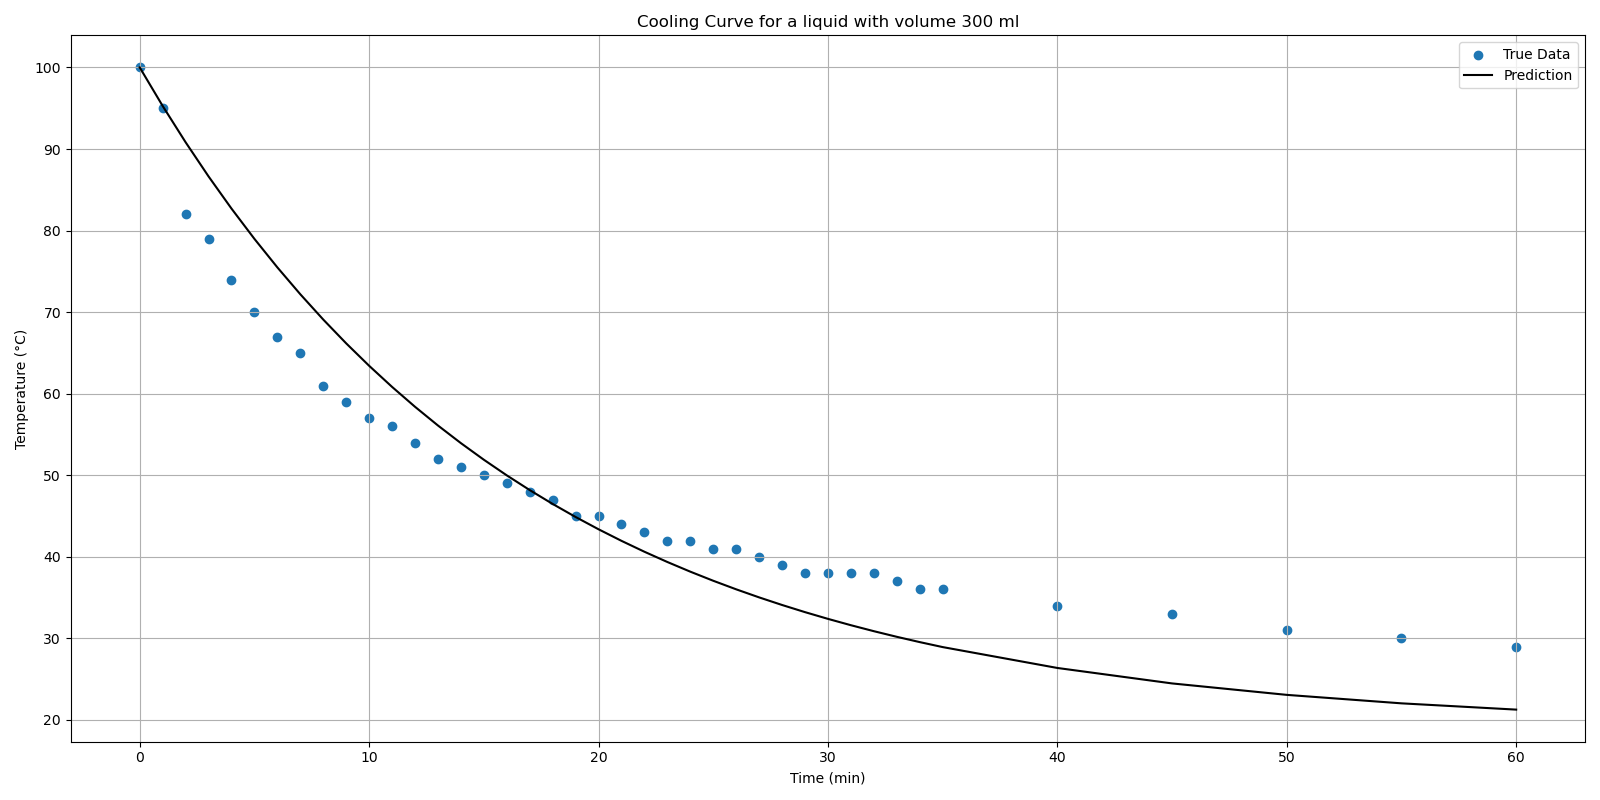 Cooling Curve for a liquid with volume 300 ml
True Data
Prediction
Temperature (°C)
100
90
80
70
60
50
40
30
20
0 10 20 30 40 50 60
Time (min)